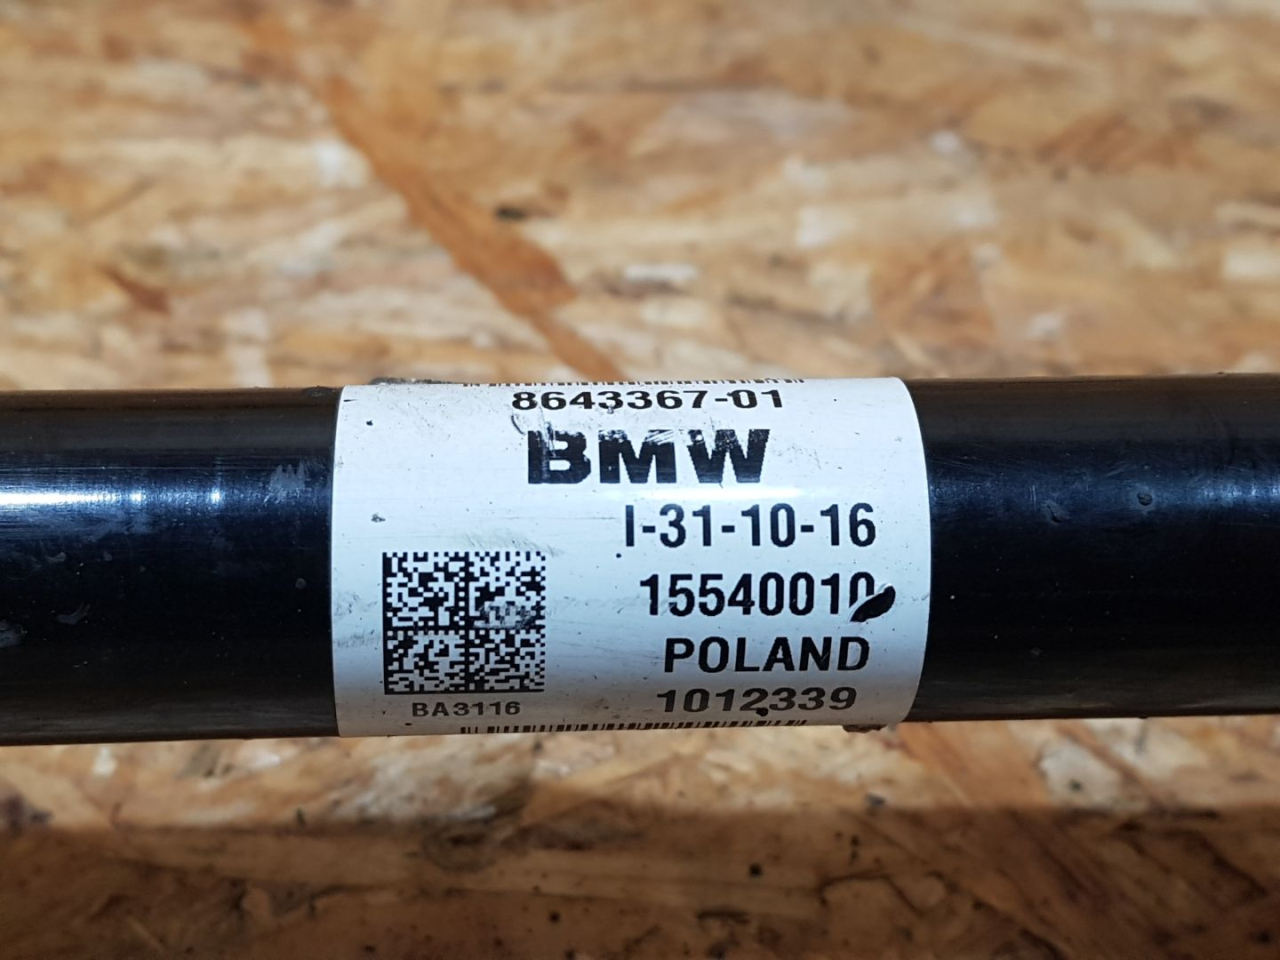 8643367-01
BMW
I-31-10-16
15540010
POLAND
1012339
BA3116